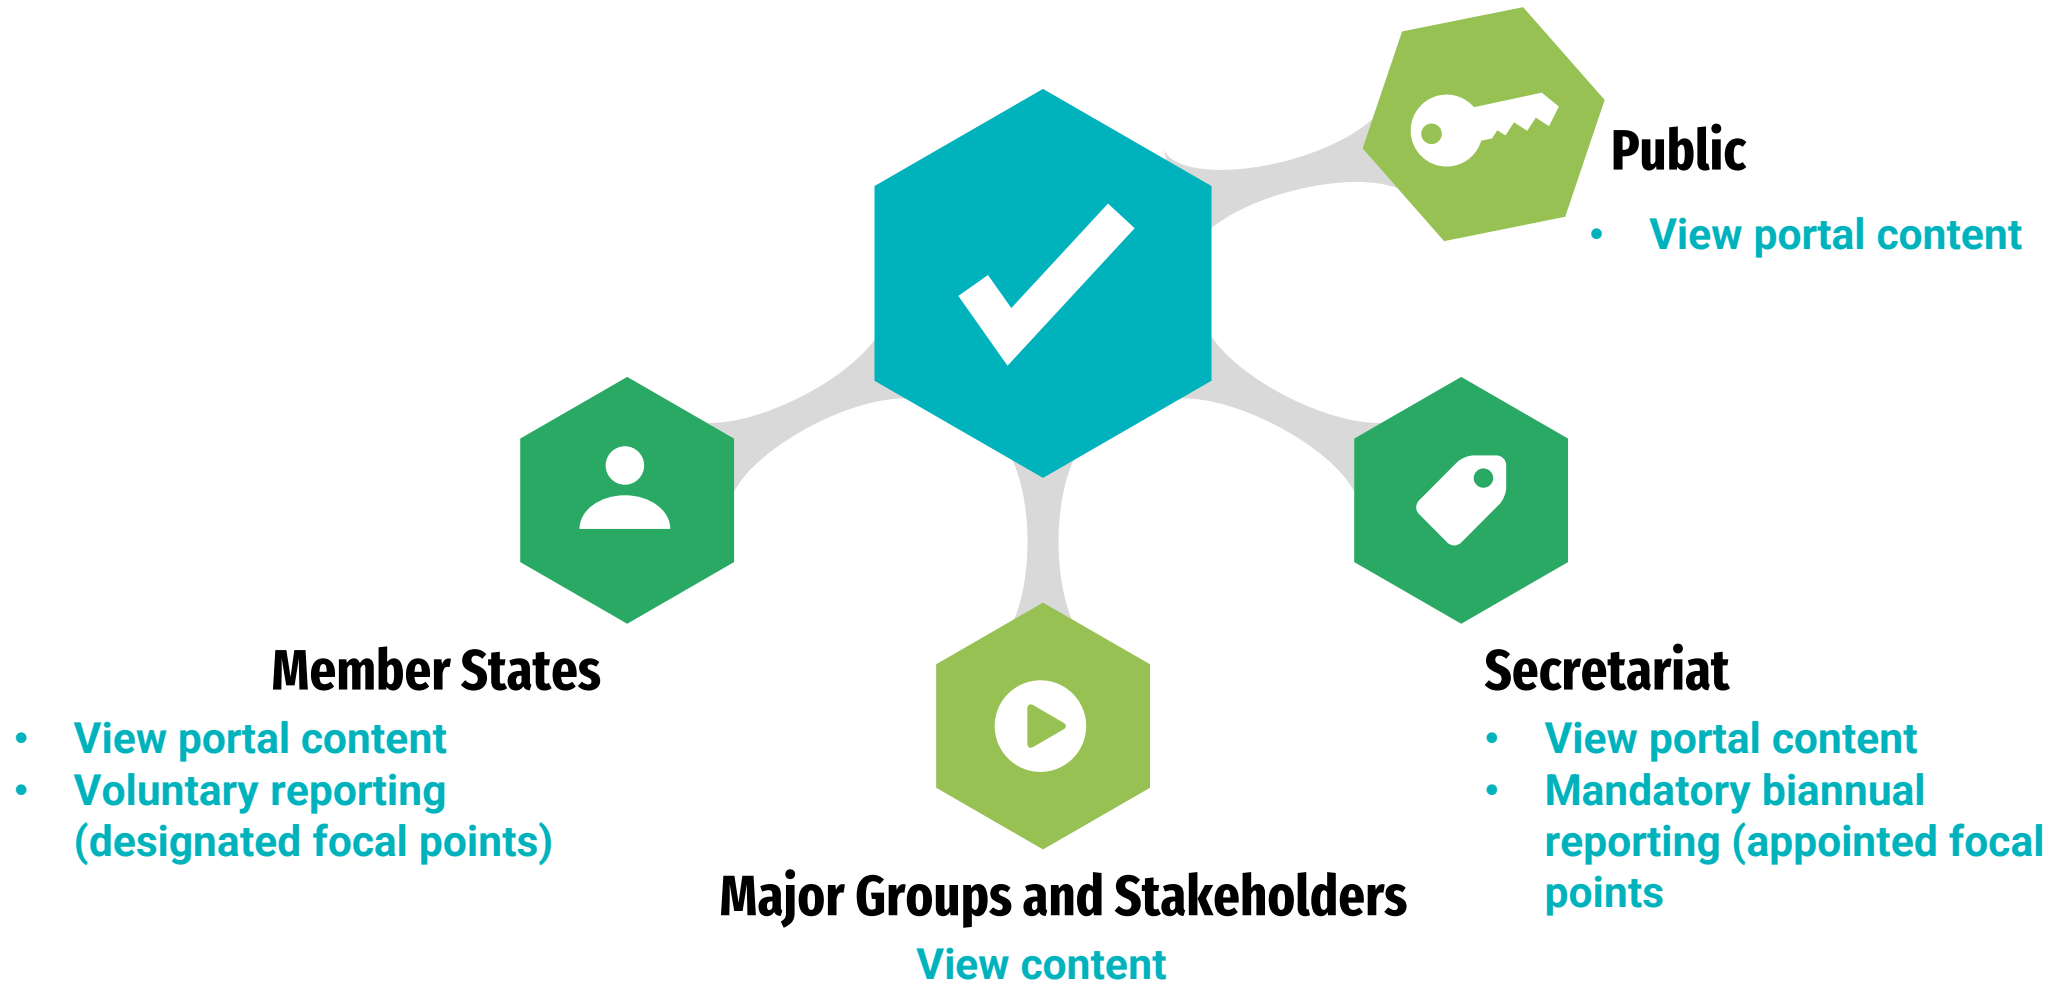 Public
• View portal content
Member States
• View portal content
• Voluntary reporting
(designated focal points)
Secretariat
• View portal content
• Mandatory biannual
reporting (appointed focal
points
Major Groups and Stakeholders
View content